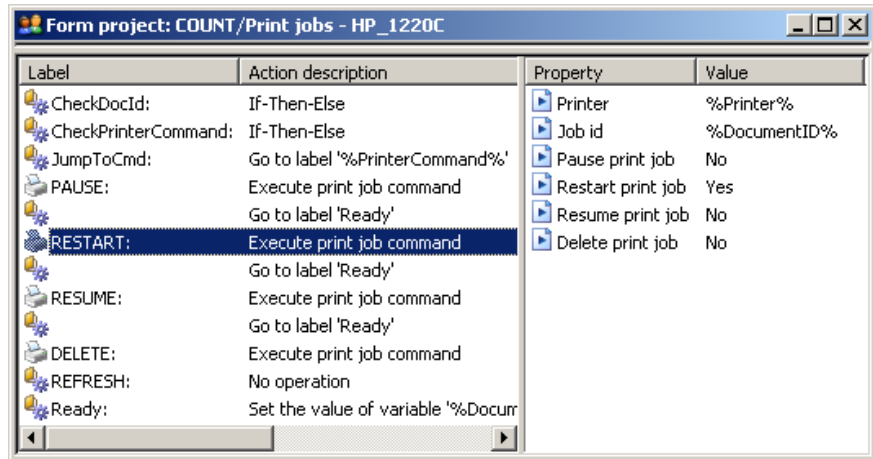 Form project: COUNT/Print jobs - HP_1220C
Label Action description Property Value
CheckDocId: If-Then-Else Printer %Printer%
CheckPrinterCommand: If-Then-Else Job id %DocumentID%
JumpToCmd: Go to label '%PrinterCommand%' Pause print job No
PAUSE: Execute print job command Restart print job Yes
Go to label 'Ready' Resume print job No
RESTART: Execute print job command Delete print job No
Go to label 'Ready'
RESUME: Execute print job command
Go to label 'Ready'
DELETE: Execute print job command
REFRESH: No operation
Ready: Set the value of variable '%Docum